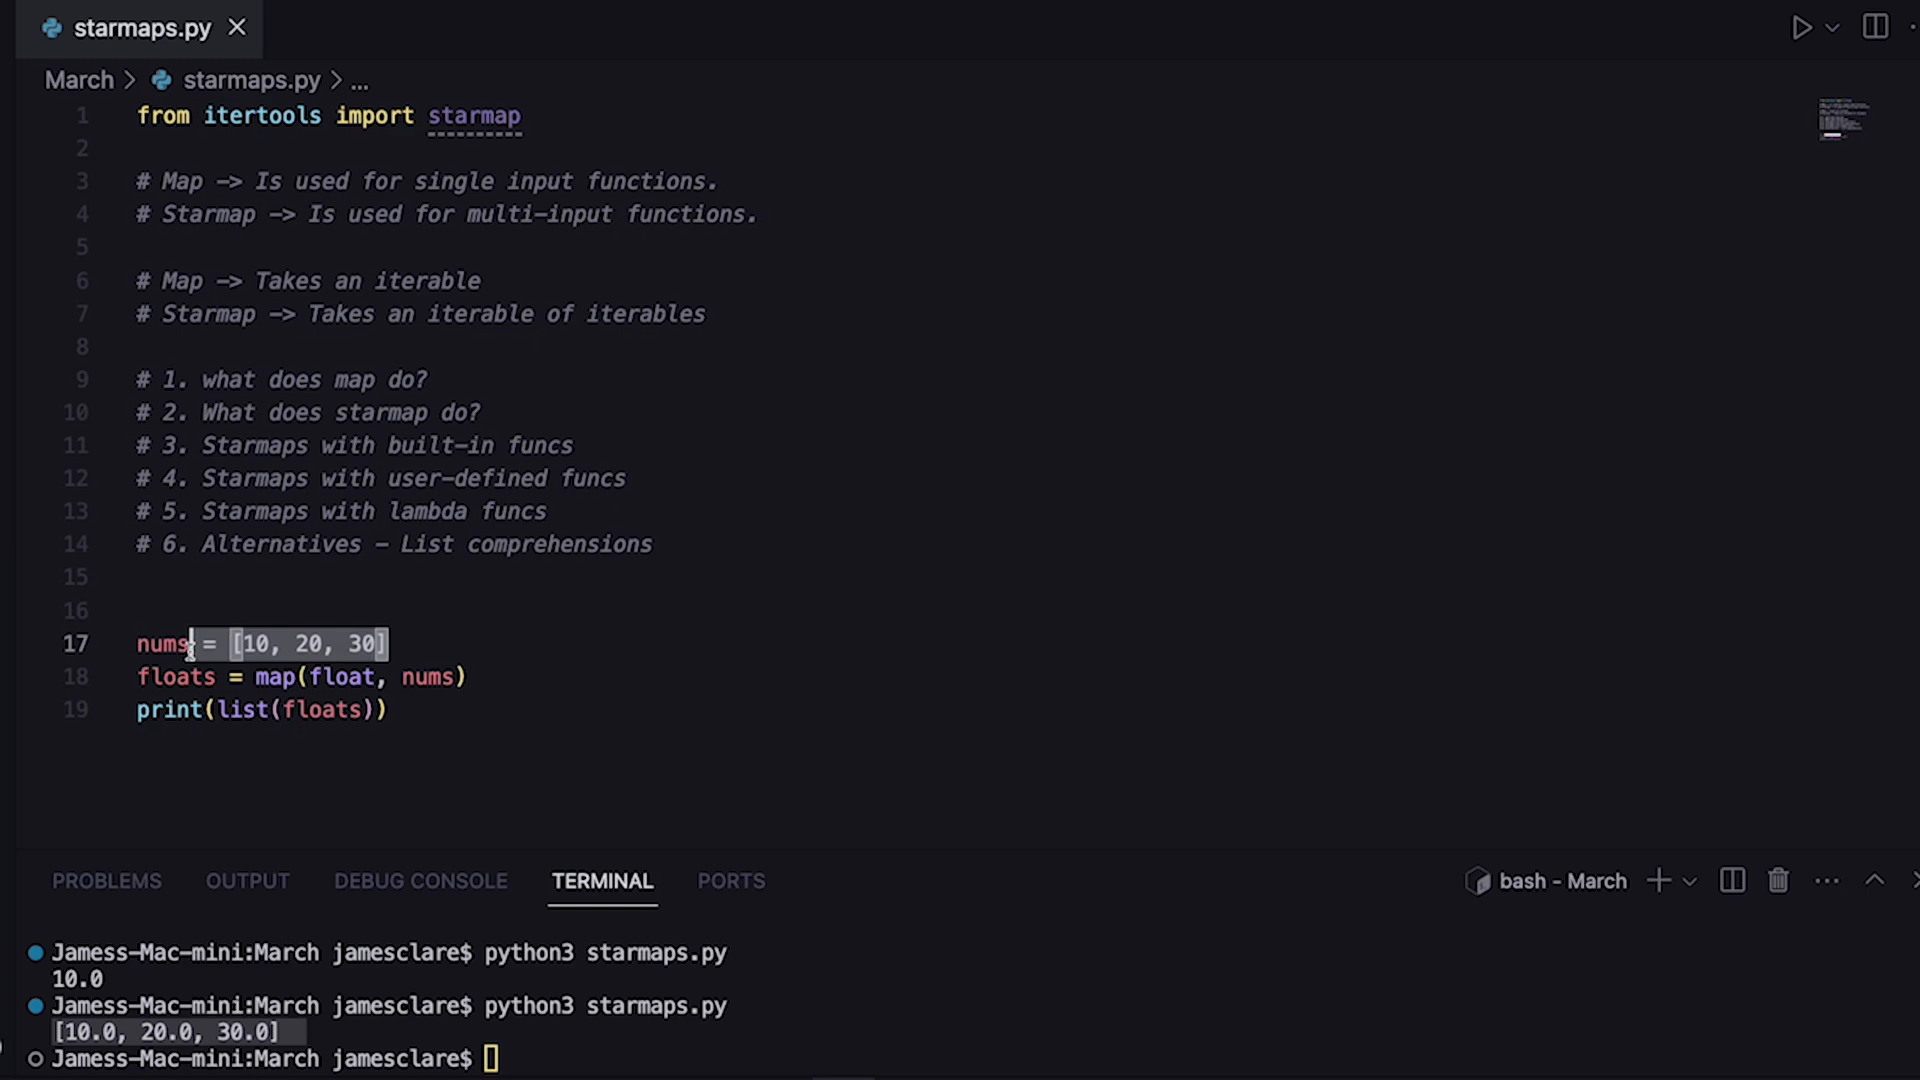 starmaps.py
March > starmaps.py > ...
1 from itertools import starmap
2
3 # Map -> Is used for single input functions.
4 # Starmap -> Is used for multi-input functions.
5
6 # Map -> Takes an iterable
7 # Starmap -> Takes an iterable of iterables
8
9 # 1. what does map do?
10 # 2. What does starmap do?
11 # 3. Starmaps with built-in funcs
12 # 4. Starmaps with user-defined funcs
13 # 5. Starmaps with lambda funcs
14 # 6. Alternatives - List comprehensions
15
16
17 nums = [10, 20, 30]
18 floats = map(float, nums)
19 print(list(floats))
PROBLEMS OUTPUT DEBUG CONSOLE TERMINAL PORTS bash - March
Jamess-Mac-mini:March jamesclare$ python3 starmaps.py
10.0
Jamess-Mac-mini:March jamesclare$ python3 starmaps.py
[10.0, 20.0, 30.0]
Jamess-Mac-mini:March jamesclare$